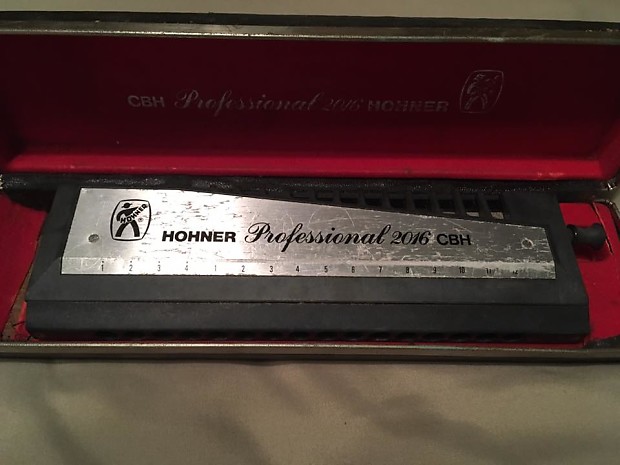 CBH Professional 2016 HOHNER
HOHNER
HOHNER Professional 2016 CBH
1 2 3 4 1 2 3 4 5 6 7 8 9 10 11 12